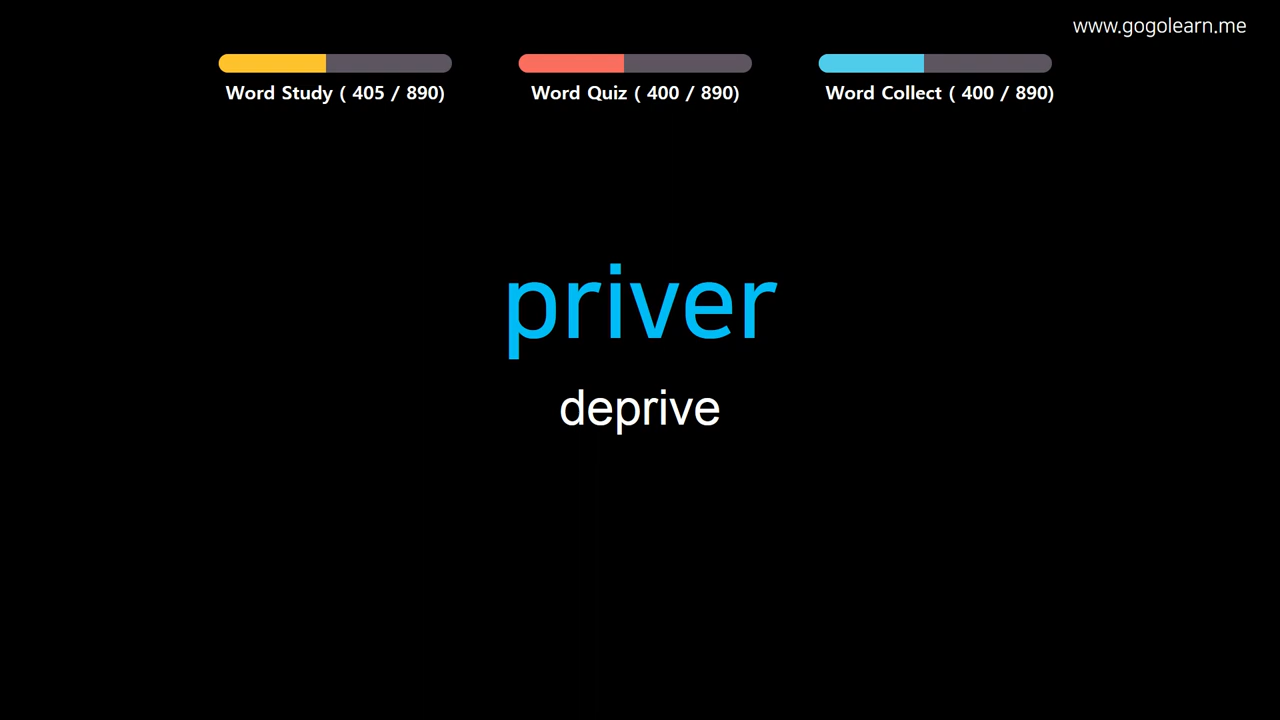 www.gogolearn.me
Word Study ( 405 / 890)
Word Quiz ( 400 / 890)
Word Collect ( 400 / 890)
priver
deprive